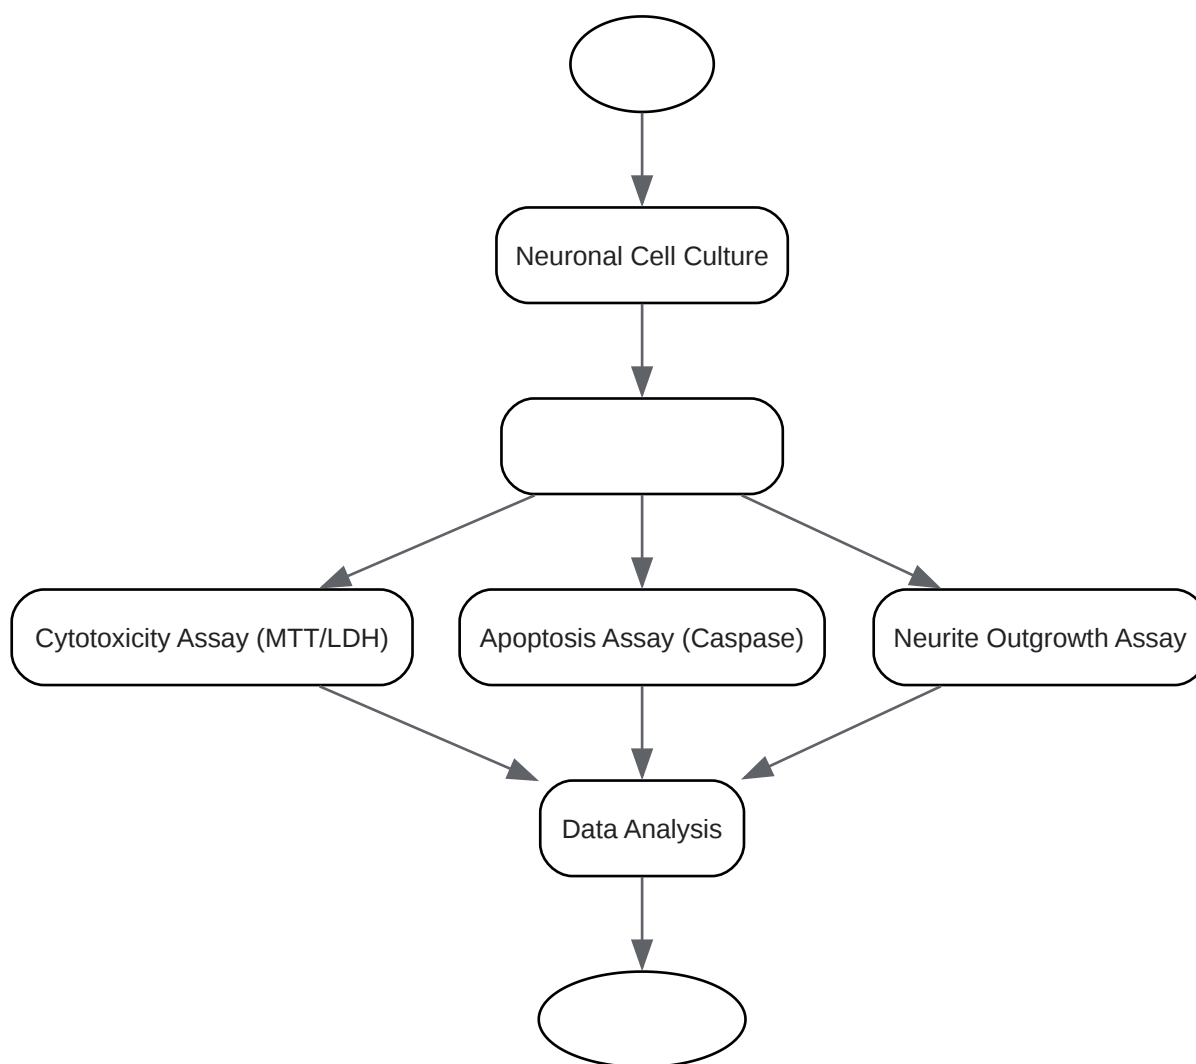 Neuronal Cell Culture
Cytotoxicity Assay (MTT/LDH)
Apoptosis Assay (Caspase)
Neurite Outgrowth Assay
Data Analysis